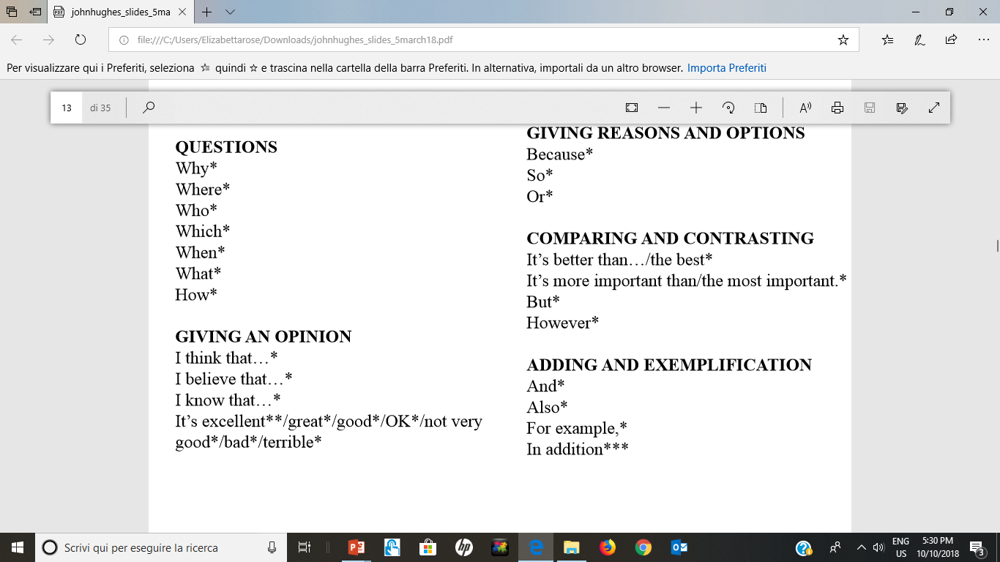 johnhughes_slides_5ma
file:///C:/Users/Elizabettarose/Downloads/johnhughes_slides_5march18.pdf
Per visualizzare qui i Preferiti, seleziona ☆ quindi ☆ e trascina nella cartella della barra Preferiti. In alternativa, importali da un altro browser. Importa Preferiti
13 di 35
QUESTIONS
Why*
Where*
Who*
Which*
When*
What*
How*
GIVING AN OPINION
I think that…*
I believe that…*
I know that…*
It’s excellent**/great*/good*/OK*/not very
good*/bad*/terrible*
GIVING REASONS AND OPTIONS
Because*
So*
Or*
COMPARING AND CONTRASTING
It’s better than…/the best*
It’s more important than/the most important.*
But*
However*
ADDING AND EXEMPLIFICATION
And*
Also*
For example,*
In addition***
Scrivi qui per eseguire la ricerca
hp
ENG
US
5:30 PM
10/10/2018
3